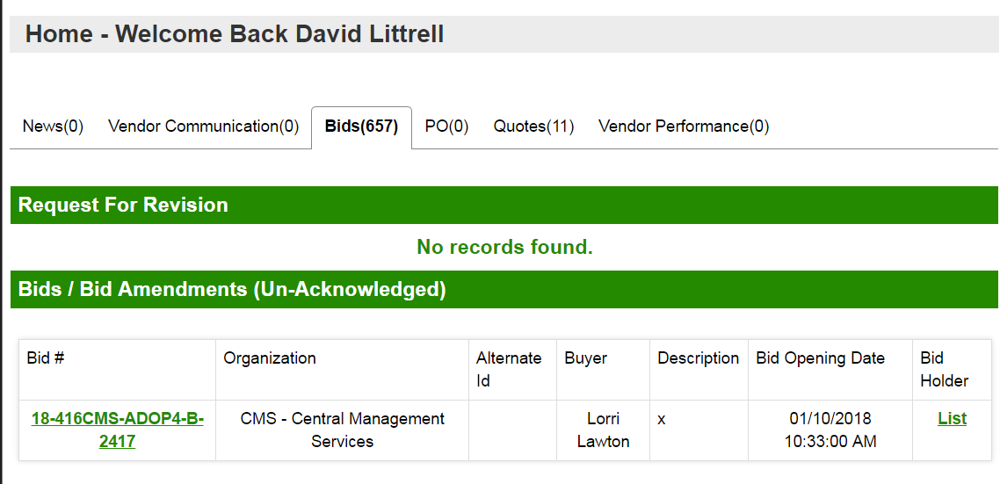 Home - Welcome Back David Littrell
News(0) Vendor Communication(0) Bids(657) PO(0) Quotes(11) Vendor Performance(0)
Request For Revision
No records found.
Bids / Bid Amendments (Un-Acknowledged)
Bid # Organization Alternate Id Buyer Description Bid Opening Date Bid Holder
18-416CMS-ADOP4-B-2417 CMS - Central Management Services Lorri Lawton x 01/10/2018 10:33:00 AM List